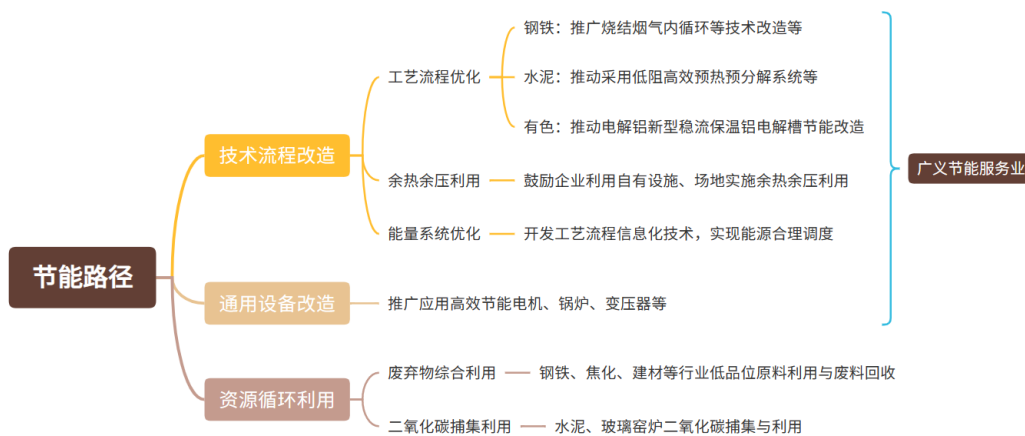 节能路径
技术流程改造
工艺流程优化
钢铁：推广烧结烟气内循环等技术改造等
水泥：推动采用低阻高效预热预分解系统等
有色：推动电解铝新型稳流保温铝电解槽节能改造
余热余压利用
鼓励企业利用自有设施、场地实施余热余压利用
能量系统优化
开发工艺流程信息化技术，实现能源合理调度
通用设备改造
推广应用高效节能电机、锅炉、变压器等
广义节能服务业
资源循环利用
废弃物综合利用
钢铁、焦化、建材等行业低品位原料利用与废料回收
二氧化碳捕集利用
水泥、玻璃窑炉二氧化碳捕集与利用